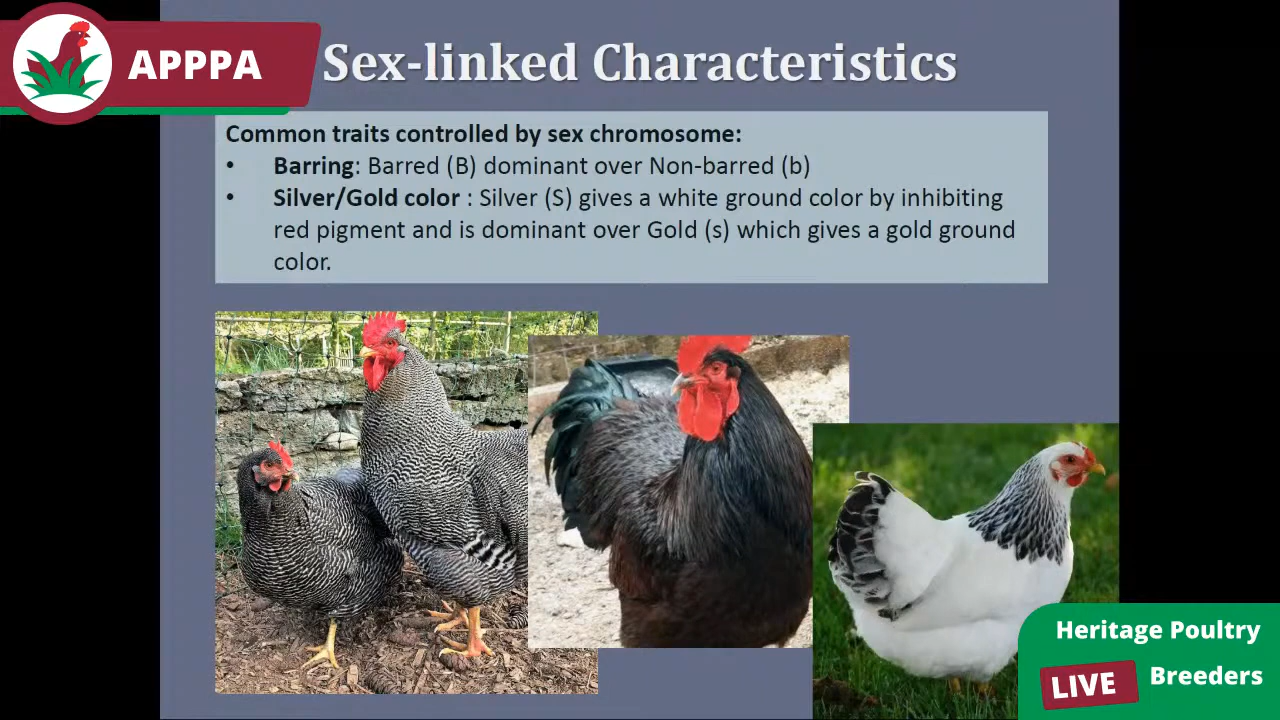 APPPA
Sex-linked Characteristics
Common traits controlled by sex chromosome:
• Barring: Barred (B) dominant over Non-barred (b)
• Silver/Gold color : Silver (S) gives a white ground color by inhibiting
red pigment and is dominant over Gold (s) which gives a gold ground
color.
Heritage Poultry
LIVE Breeders